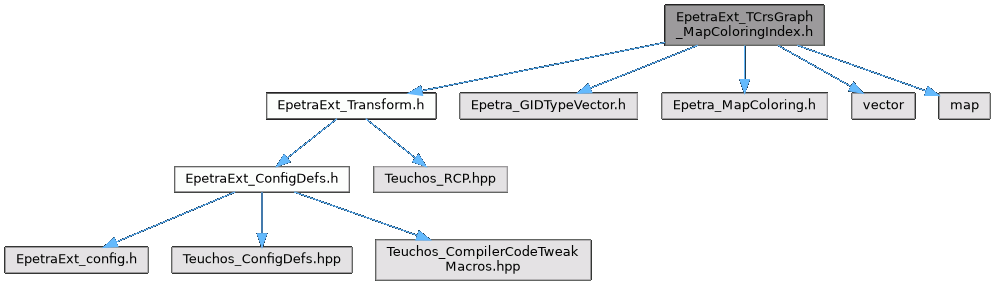 EpetraExt_TCrsGraph
_MapColoringIndex.h
EpetraExt_Transform.h
Epetra_GIDTypeVector.h
Epetra_MapColoring.h
vector
map
EpetraExt_ConfigDefs.h
Teuchos_RCP.hpp
EpetraExt_config.h
Teuchos_ConfigDefs.hpp
Teuchos_CompilerCodeTweak
Macros.hpp